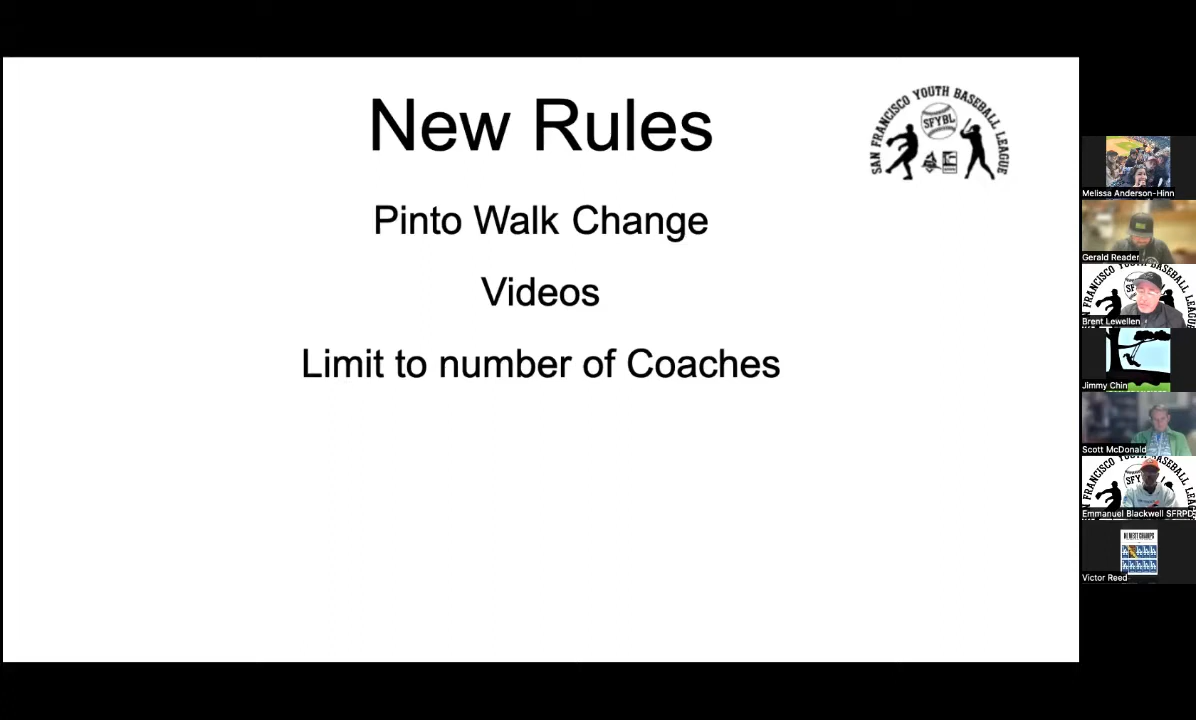 New Rules
SAN FRANCISCO YOUTH BASEBALL LEAGUE
SFYBL
Pinto Walk Change
Videos
Limit to number of Coaches
Melissa Anderson-Hinn
Gerald Reader
Brent Lewellen
Jimmy Chin
Scott McDonald
Emmanuel Blackwell SFRPD
Victor Reed